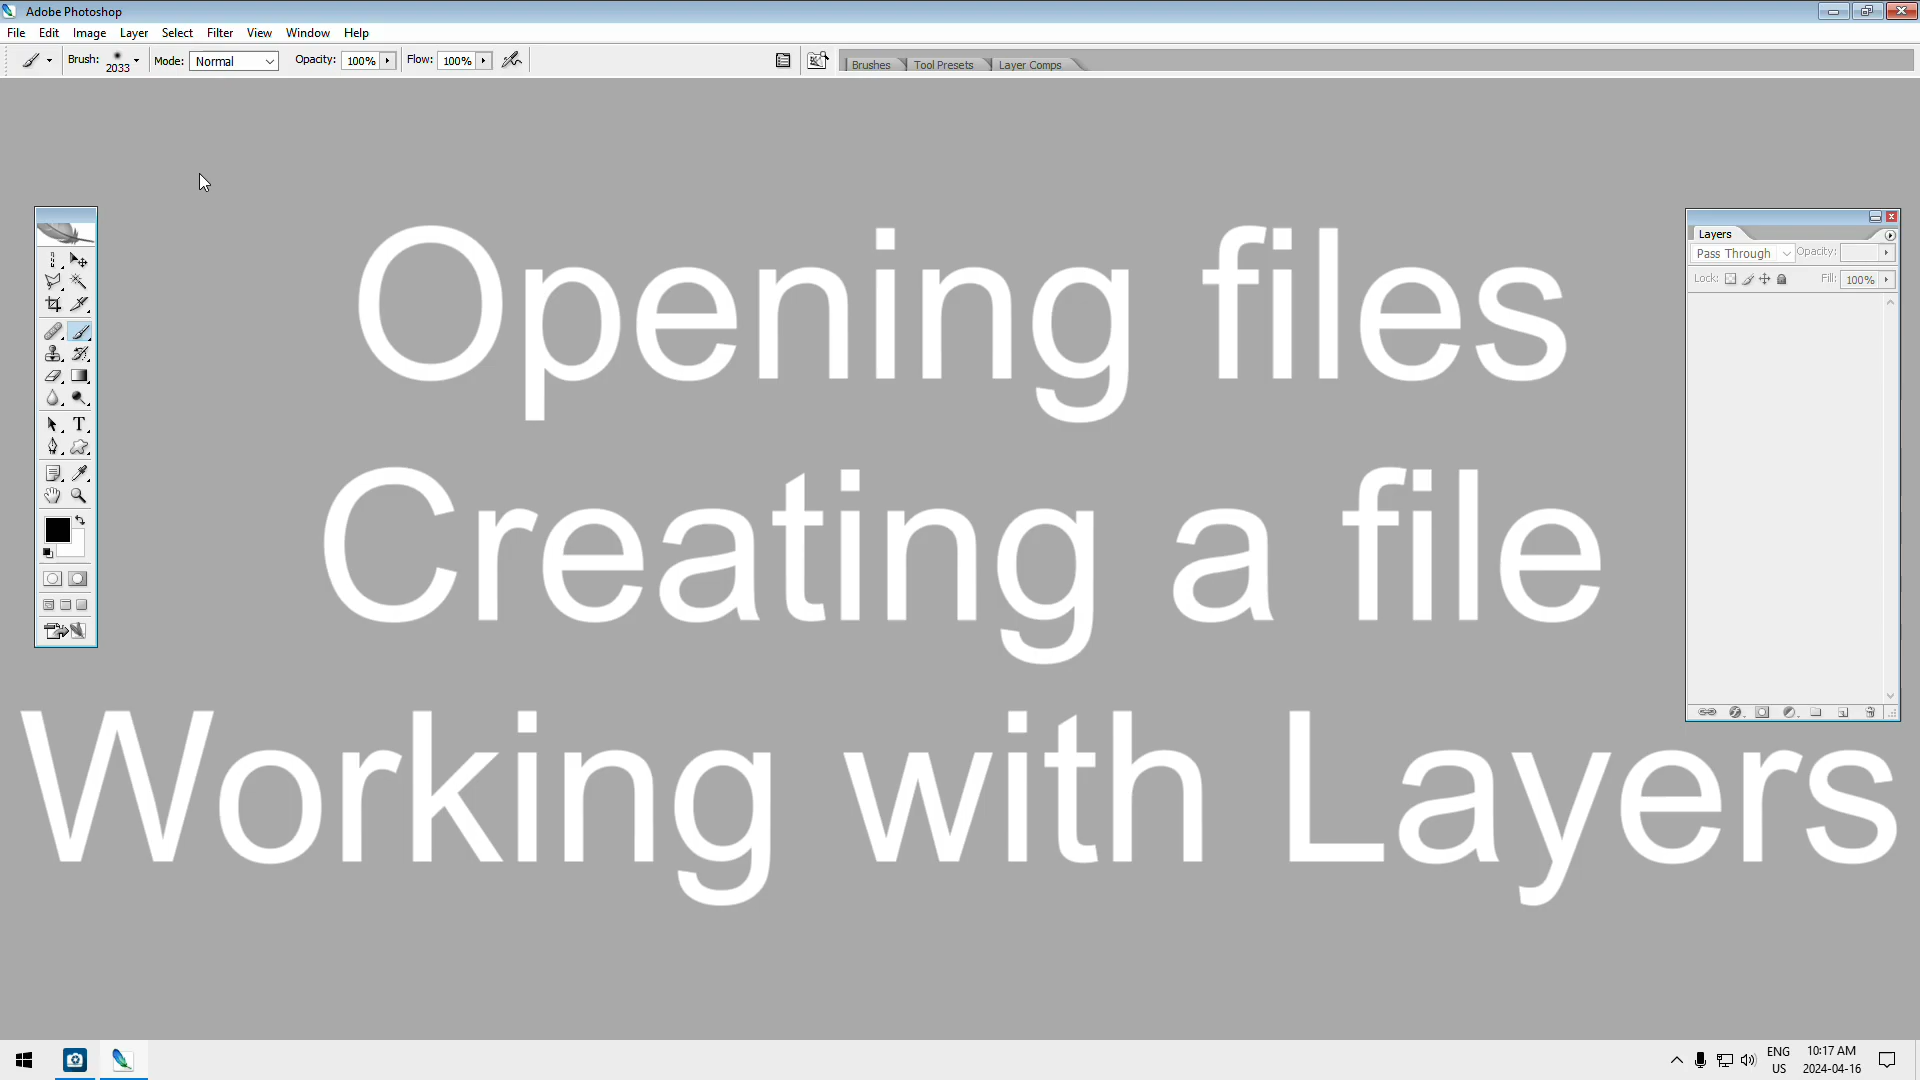 Adobe Photoshop
File Edit Image Layer Select Filter View Window Help
Brush: 2033 Mode: Normal Opacity: 100% Flow: 100% Brushes Tool Presets Layer Comps
Opening files
Creating a file
Working with Layers
Layers
Pass Through Opacity:
Lock: Fill: 100%
T
ENG 10:17 AM
US 2024-04-16